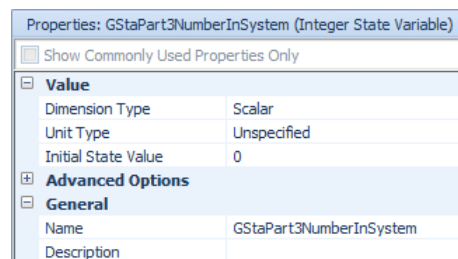 Properties: GStaPart3NumberInSystem (Integer State Variable)
Show Commonly Used Properties Only
Value
Dimension Type Scalar
Unit Type Unspecified
Initial State Value 0
Advanced Options
General
Name GStaPart3NumberInSystem
Description